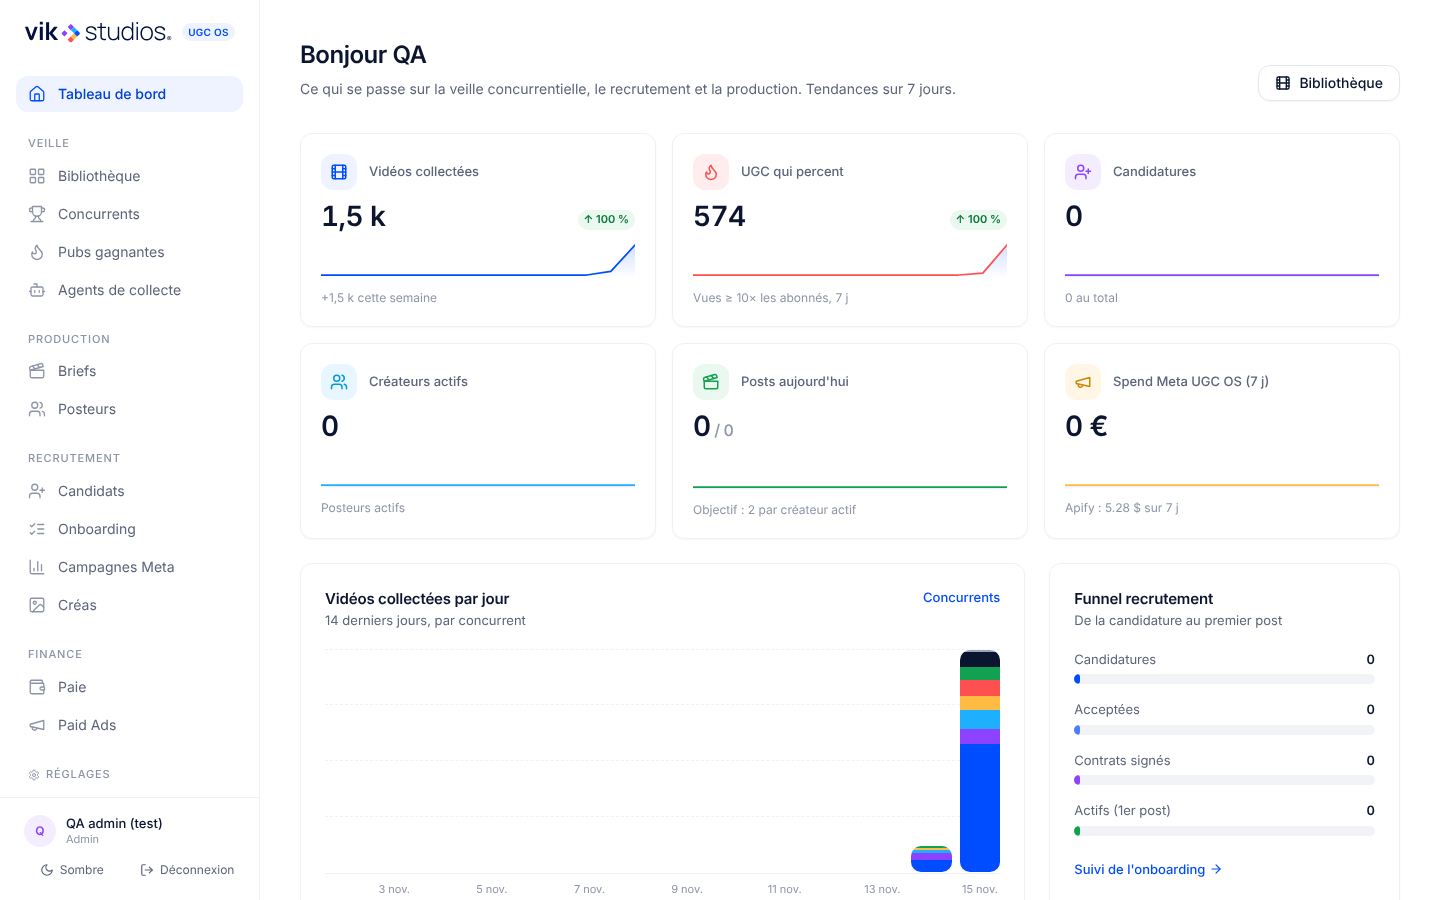 vik studios® UGC OS
Tableau de bord
VEILLE
Bibliothèque
Concurrents
Pubs gagnantes
Agents de collecte
PRODUCTION
Briefs
Posteurs
RECRUTEMENT
Candidats
Onboarding
Campagnes Meta
Créas
FINANCE
Paie
Paid Ads
RÉGLAGES
Q
QA admin (test)
Admin
Sombre
Déconnexion
Bonjour QA
Ce qui se passe sur la veille concurrentielle, le recrutement et la production. Tendances sur 7 jours.
Bibliothèque
Vidéos collectées
1,5 k
↑ 100 %
+1,5 k cette semaine
UGC qui percent
574
↑ 100 %
Vues ≥ 10× les abonnés, 7 j
Candidatures
0
0 au total
Créateurs actifs
0
Posteurs actifs
Posts aujourd'hui
0 / 0
Objectif : 2 par créateur actif
Spend Meta UGC OS (7 j)
0 €
Apify : 5.28 $ sur 7 j
Vidéos collectées par jour
Concurrents
14 derniers jours, par concurrent
3 nov. 5 nov. 7 nov. 9 nov. 11 nov. 13 nov. 15 nov.
Funnel recrutement
De la candidature au premier post
Candidatures 0
Acceptées 0
Contrats signés 0
Actifs (1er post) 0
Suivi de l'onboarding →